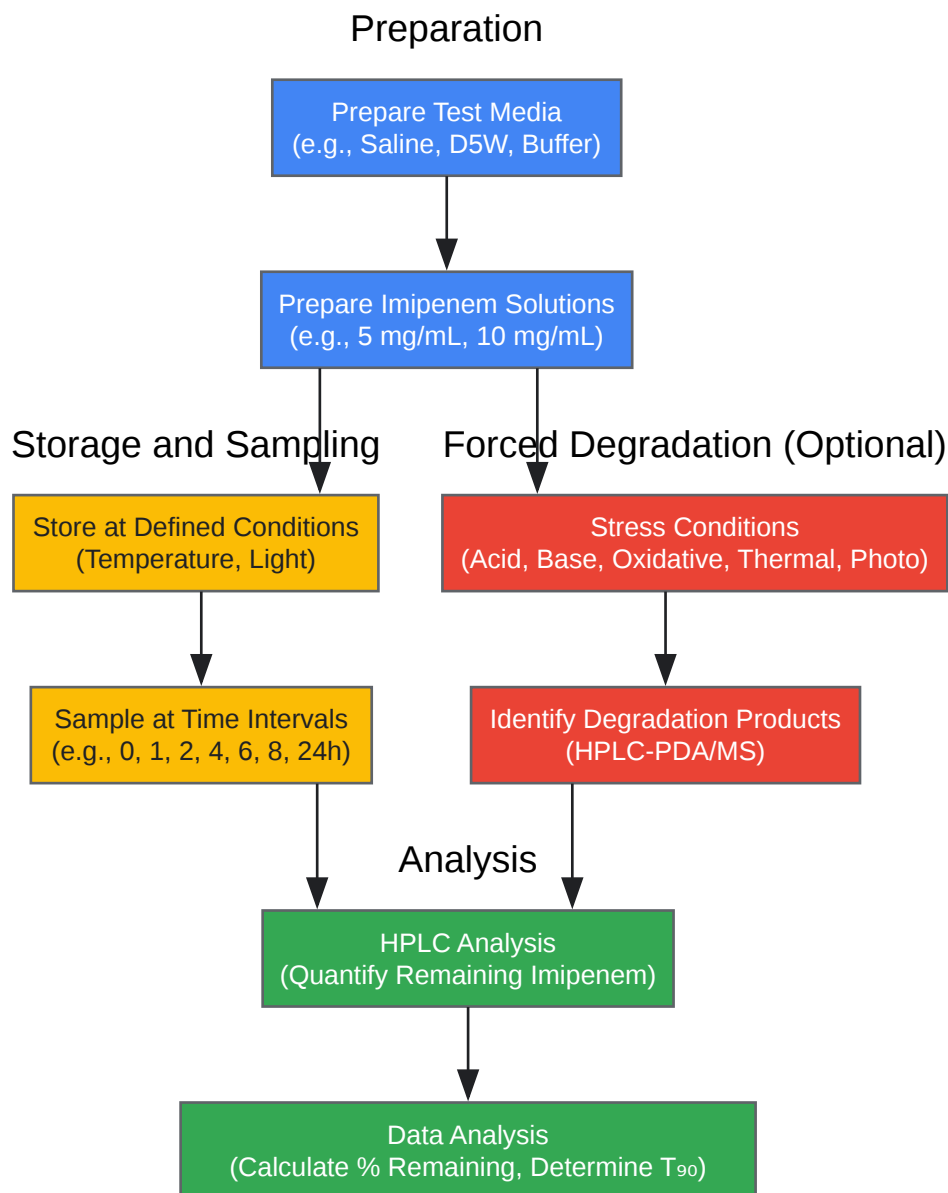 Preparation
Prepare Test Media
(e.g., Saline, D5W, Buffer)
Prepare Imipenem Solutions
(e.g., 5 mg/mL, 10 mg/mL)
Storage and Sampling
Store at Defined Conditions
(Temperature, Light)
Sample at Time Intervals
(e.g., 0, 1, 2, 4, 6, 8, 24h)
Forced Degradation (Optional)
Stress Conditions
(Acid, Base, Oxidative, Thermal, Photo)
Identify Degradation Products
(HPLC-PDA/MS)
Analysis
HPLC Analysis
(Quantify Remaining Imipenem)
Data Analysis
(Calculate % Remaining, Determine T₉₀)